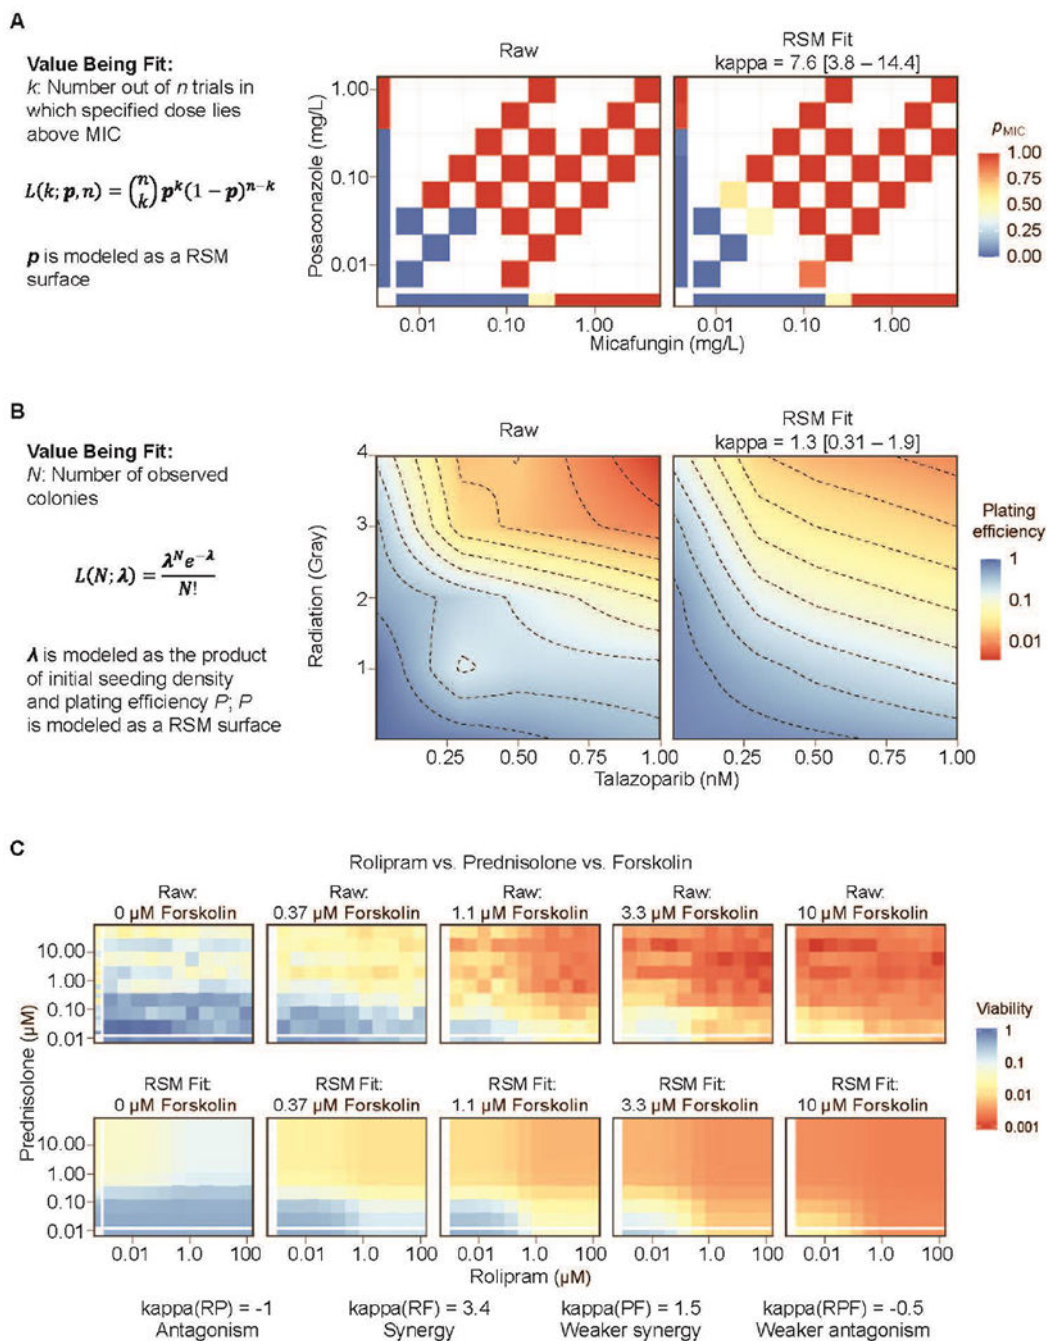 A
Value Being Fit:
k: Number out of n trials in
which specified dose lies
above MIC
L(k; p, n) = (n k) p^k (1 − p)^{n−k}
p is modeled as a RSM
surface
Raw
RSM Fit
kappa = 7.6 [3.8 – 14.4]
Posaconazole (mg/L)
1.00
0.10
0.01
0.01 0.10 1.00
0.01 0.10 1.00
Micafungin (mg/L)
pMIC
1.00
0.75
0.50
0.25
0.00
B
Value Being Fit:
N: Number of observed
colonies
L(N; λ) = λ^N e^{−λ} / N!
λ is modeled as the product
of initial seeding density
and plating efficiency P; P
is modeled as a RSM surface
Raw
RSM Fit
kappa = 1.3 [0.31 – 1.9]
Radiation (Gray)
4
3
2
1
0.25 0.50 0.75 1.00
0.25 0.50 0.75 1.00
Talazoparib (nM)
Plating
efficiency
1
0.1
0.01
C
Rolipram vs. Prednisolone vs. Forskolin
Raw: Raw: Raw: Raw: Raw:
0 µM Forskolin 0.37 µM Forskolin 1.1 µM Forskolin 3.3 µM Forskolin 10 µM Forskolin
Prednisolone (µM)
10.00
1.00
0.10
0.01
RSM Fit: RSM Fit: RSM Fit: RSM Fit: RSM Fit:
0 µM Forskolin 0.37 µM Forskolin 1.1 µM Forskolin 3.3 µM Forskolin 10 µM Forskolin
10.00
1.00
0.10
0.01
0.01 1.0 100 0.01 1.0 100 0.01 1.0 100 0.01 1.0 100 0.01 1.0 100
Rolipram (µM)
Viability
1
0.1
0.01
0.001
kappa(RP) = -1 kappa(RF) = 3.4 kappa(PF) = 1.5 kappa(RPF) = -0.5
Antagonism Synergy Weaker synergy Weaker antagonism